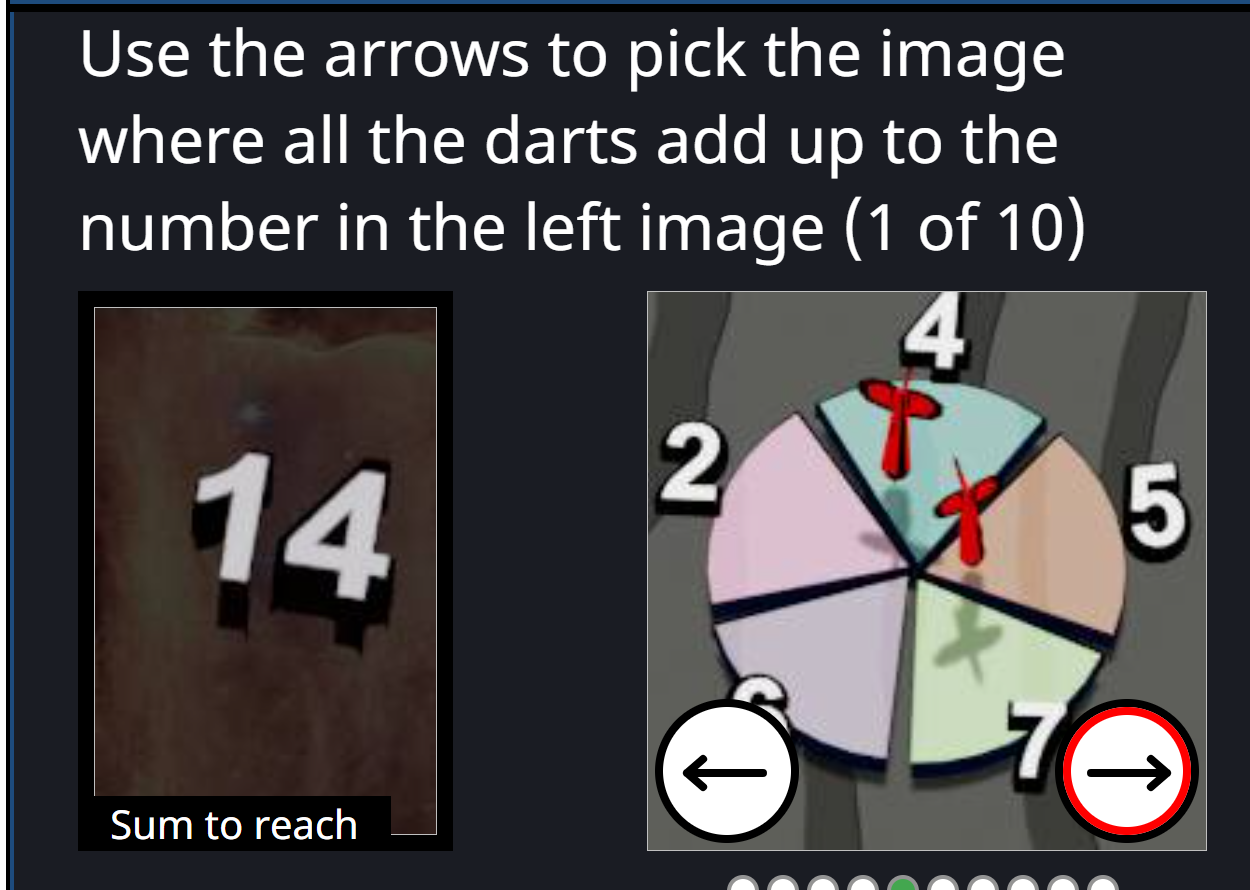 Use the arrows to pick the image
where all the darts add up to the
number in the left image (1 of 10)
14
Sum to reach
4
2
5
6
7